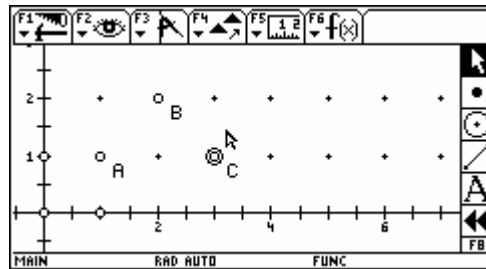 F1 F2 F3 F4 F5 1 2 F6 f(x)
2 B
1 A C
A
2 4 6
F8
MAIN RAD AUTO FUNC